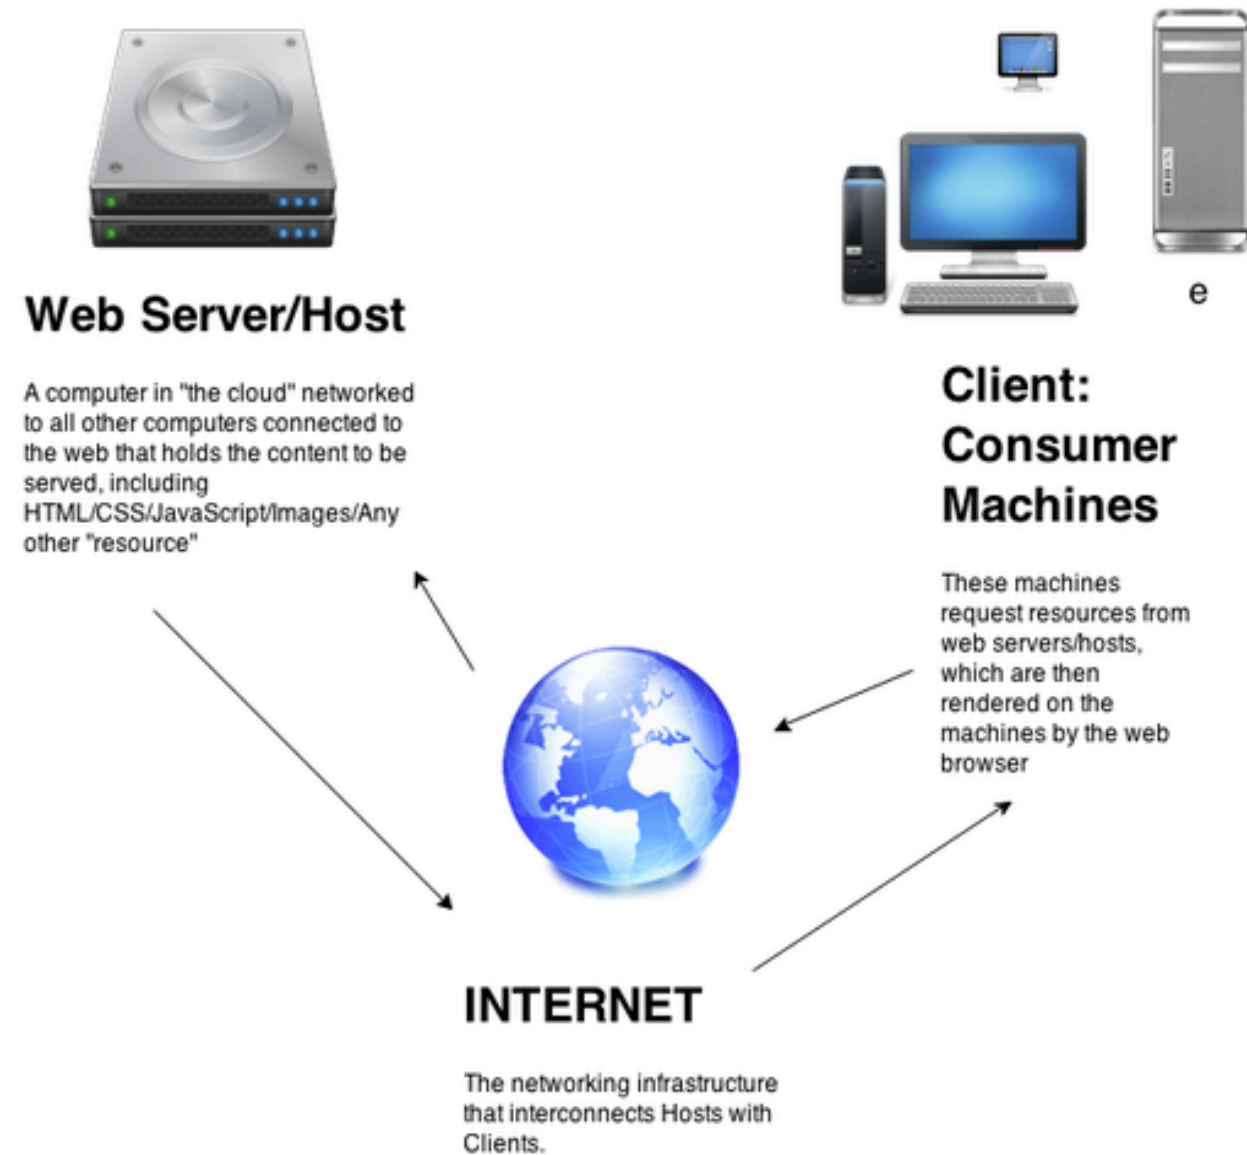 Web Server/Host
A computer in "the cloud" networked
to all other computers connected to
the web that holds the content to be
served, including
HTML/CSS/JavaScript/Images/Any
other "resource"
e
Client:
Consumer
Machines
These machines
request resources from
web servers/hosts,
which are then
rendered on the
machines by the web
browser
INTERNET
The networking infrastructure
that interconnects Hosts with
Clients.